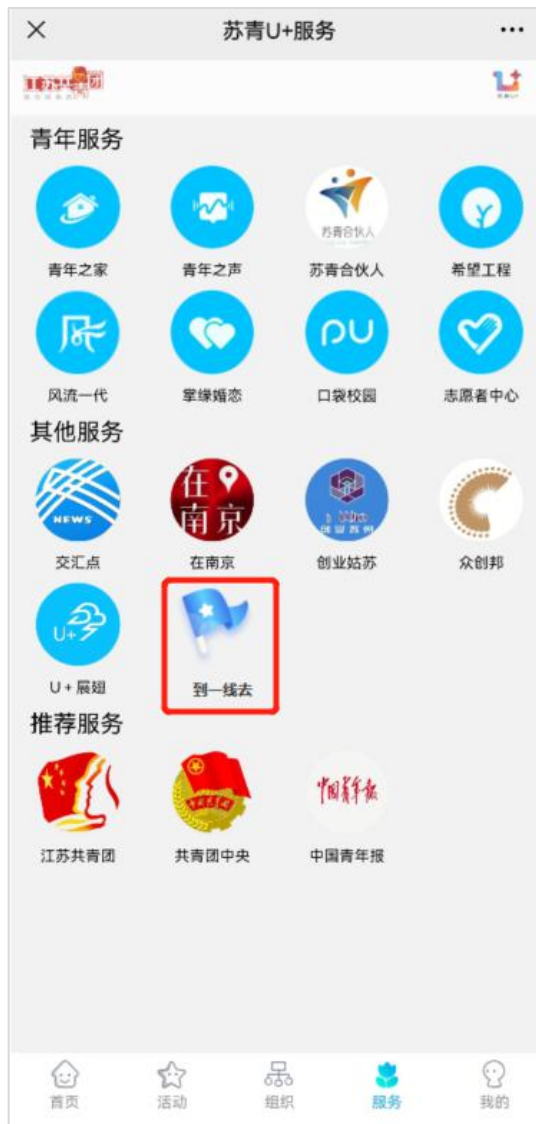 苏青U+服务
青年服务
青年之家 青年之声 苏青合伙人 希望工程
苏青合伙人
风流一代 掌缘婚恋 口袋校园 志愿者中心
其他服务
NEWS
在南京
交汇点 在南京 创业姑苏 众创邦
U+
U+展翅 到一线去
推荐服务
中国青年报
江苏共青团 共青团中央 中国青年报
首页 活动 组织 服务 我的